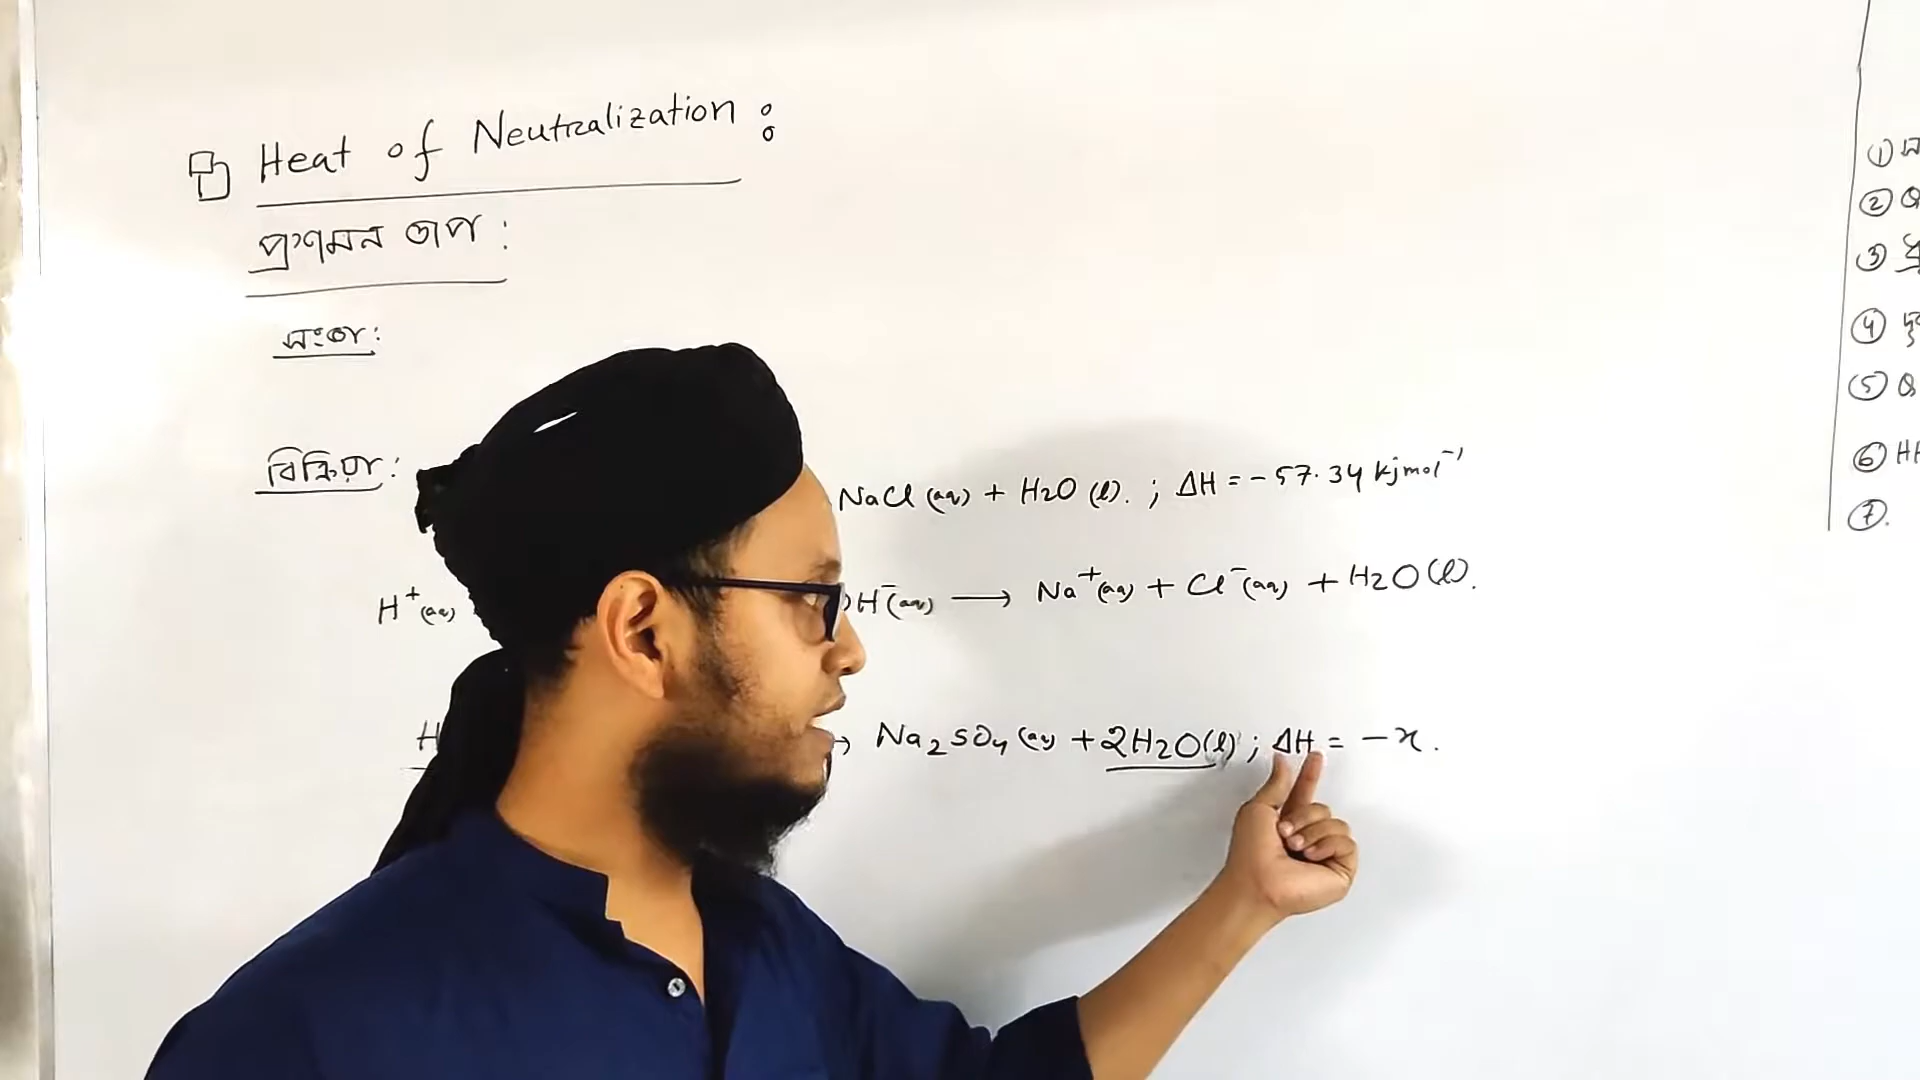 Heat of Neutralization :
প্রশমন তাপ :
সংজ্ঞা :
বিক্রিয়া :
NaCl (aq) + H2O (l). ; ΔH = - 57.34 kjmol⁻¹
H⁺(aq) OH⁻(aq) ⟶ Na⁺(aq) + Cl⁻(aq) + H2O (l).
H → Na₂SO₄ (aq) + 2H₂O(l) ; ΔH = - x .
①
②
③
④
⑤
⑥ HH
⑦.